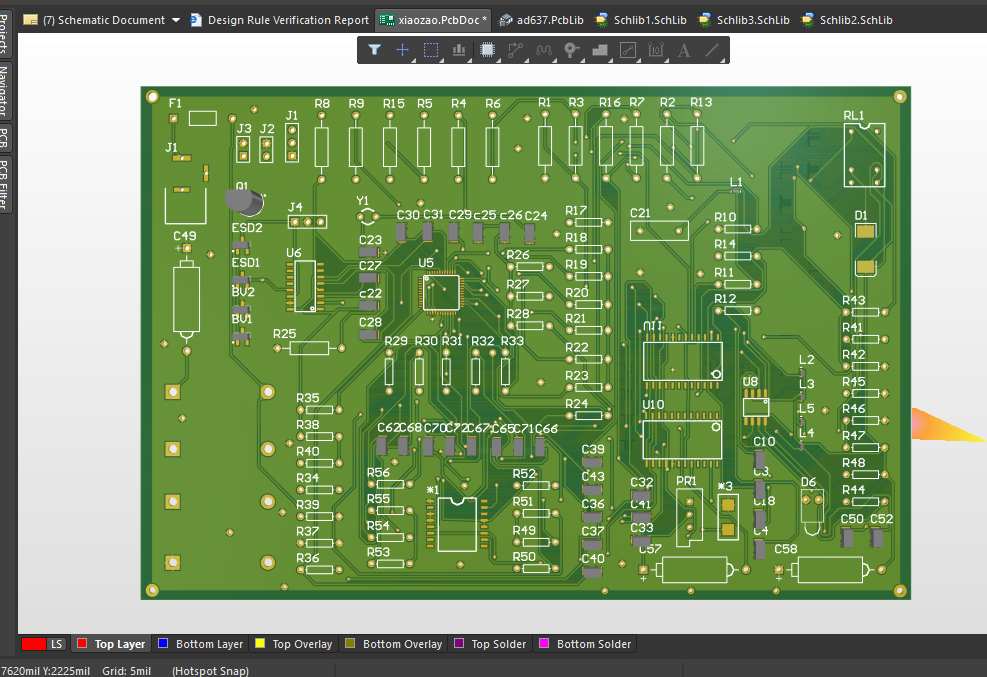 (7) Schematic Document
Design Rule Verification Report
xiaozao.PcbDoc *
ad637.PcbLib
Schlib1.SchLib
Schlib3.SchLib
Schlib2.SchLib
Projects
Navigator
PCB
PCB Filter
F1
J3
J2
J1
R8
R9
R15
R5
R4
R6
R1
R3
R16
R7
R2
R13
RL1
J1
Q1
L1
J4
Y1
C30
C31
C29
c25
c26
C24
R17
C21
R10
D1
ESD2
C49
C23
R18
R14
U6
ESD1
C27
U5
R26
R19
R11
BV2
c22
R27
R20
R12
R43
BV1
C28
R28
R21
U11
R41
R25
R29
R30
R31
R32
R33
R22
L2
R42
R23
L3
U8
R45
R35
R24
U10
L5
R46
R38
C62
C68
C70
C72
C67
C65
C71
C66
L4
R47
R40
C39
C10
R48
R34
R56
R52
C43
C32
PR1
*3
C3
D6
R44
R39
R55
*1
R51
C36
C41
C18
C50
C52
R37
R54
R49
C37
C33
C4
R36
R53
R50
C40
C57
C58
LS
Top Layer
Bottom Layer
Top Overlay
Bottom Overlay
Top Solder
Bottom Solder
7620mil Y:2225mil
Grid: 5mil
(Hotspot Snap)